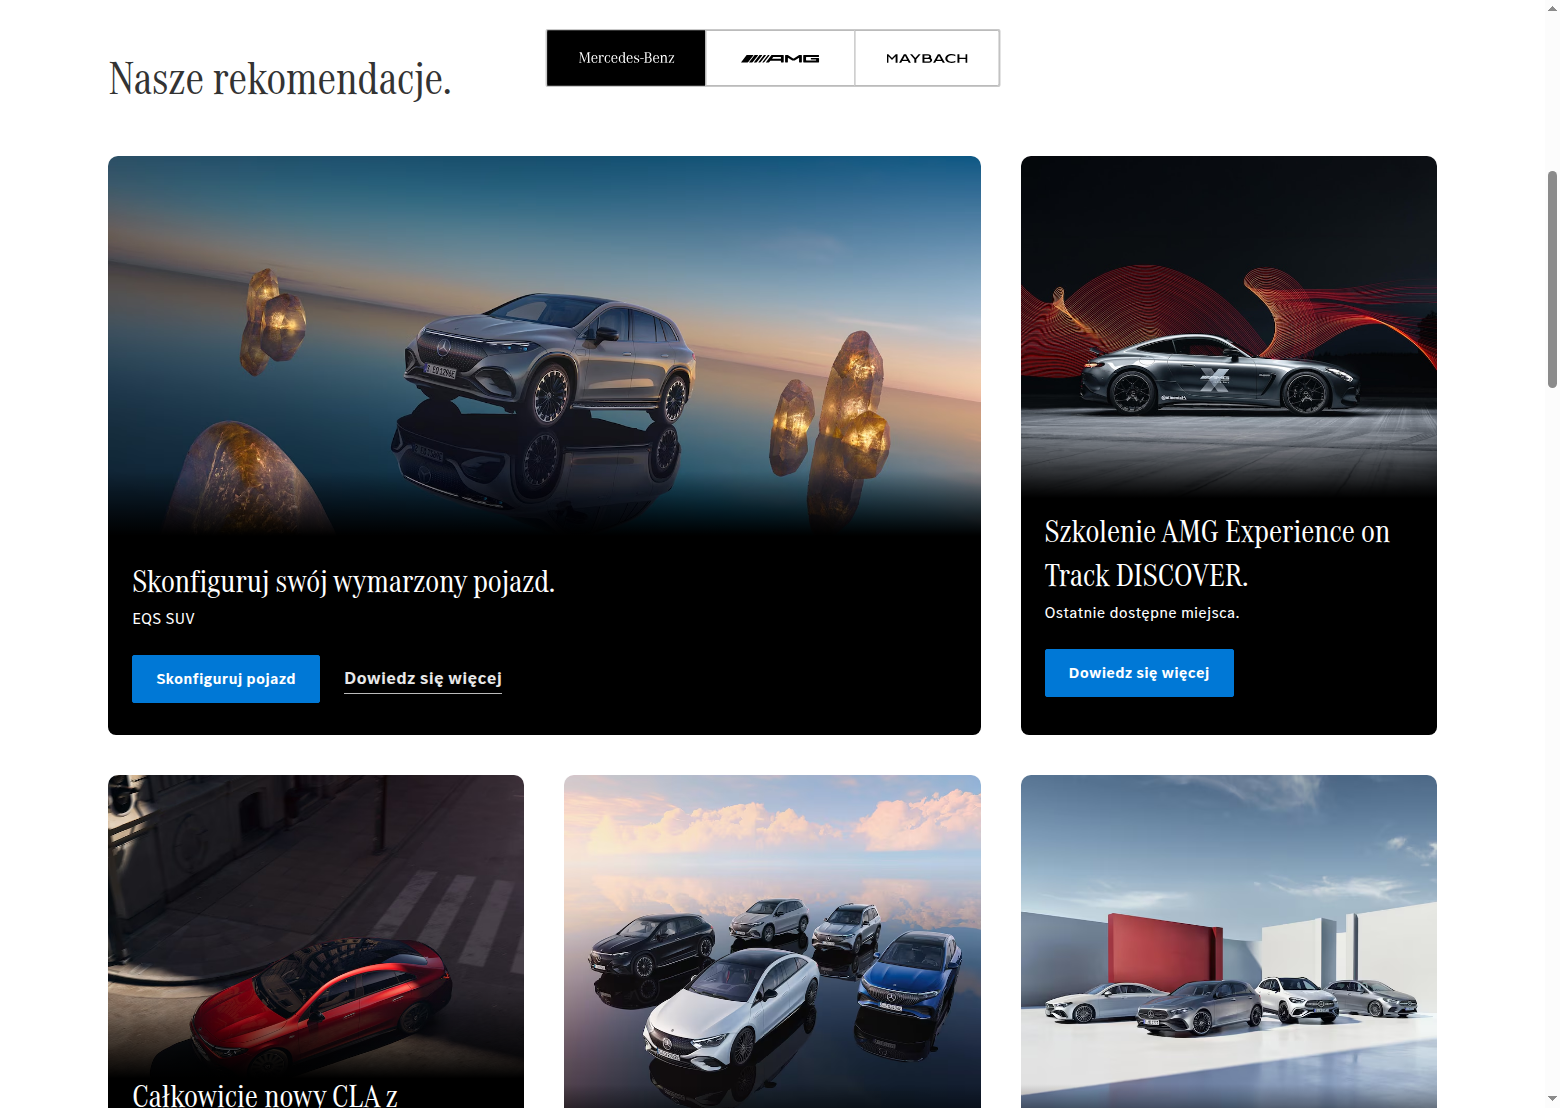 Nasze rekomendacje.
Mercedes-Benz
AMG
MAYBACH
Skonfiguruj swój wymarzony pojazd.
EQS SUV
Skonfiguruj pojazd
Dowiedz się więcej
Szkolenie AMG Experience on
Track DISCOVER.
Ostatnie dostępne miejsca.
Dowiedz się więcej
Całkowicie nowy CLA z